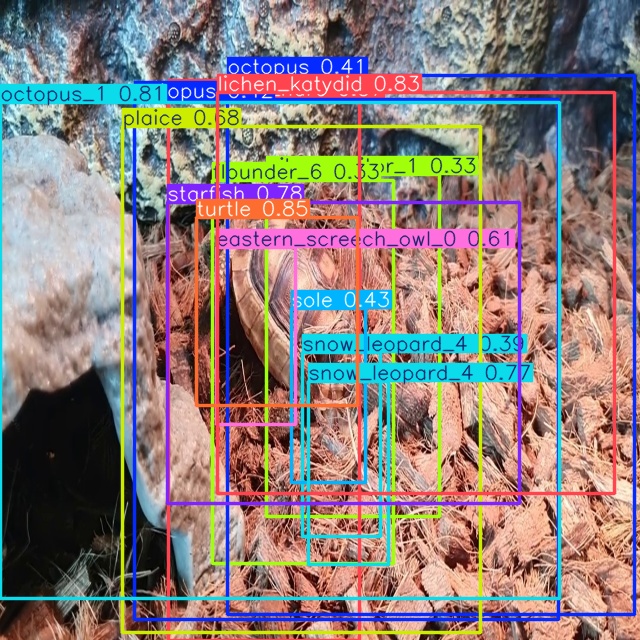 octopus 0.41
lichen_katydid 0.83
octopus_1 0.81
plaice 0.68
0.33
starfish 0.78
turtle 0.85
eastern_screech_owl_0 0.61
sole 0.43
snow_leopard_4 0.39
snow_leopard_4 0.77